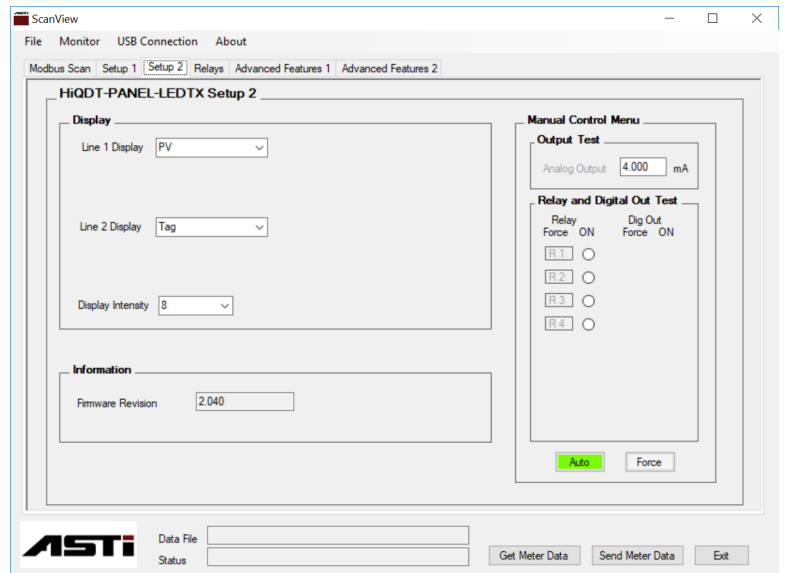 ScanView
File Monitor USB Connection About
Modbus Scan Setup 1 Setup 2 Relays Advanced Features 1 Advanced Features 2
HiQDT-PANEL-LEDTX Setup 2
Display
Line 1 Display PV
Line 2 Display Tag
Display Intensity 8
Information
Firmware Revision 2.040
Manual Control Menu
Output Test
Analog Output 4.000 mA
Relay and Digital Out Test
Relay Dig Out
Force ON Force ON
R 1
R 2
R 3
R 4
Auto Force
ASTi
Data File
Status
Get Meter Data Send Meter Data Exit